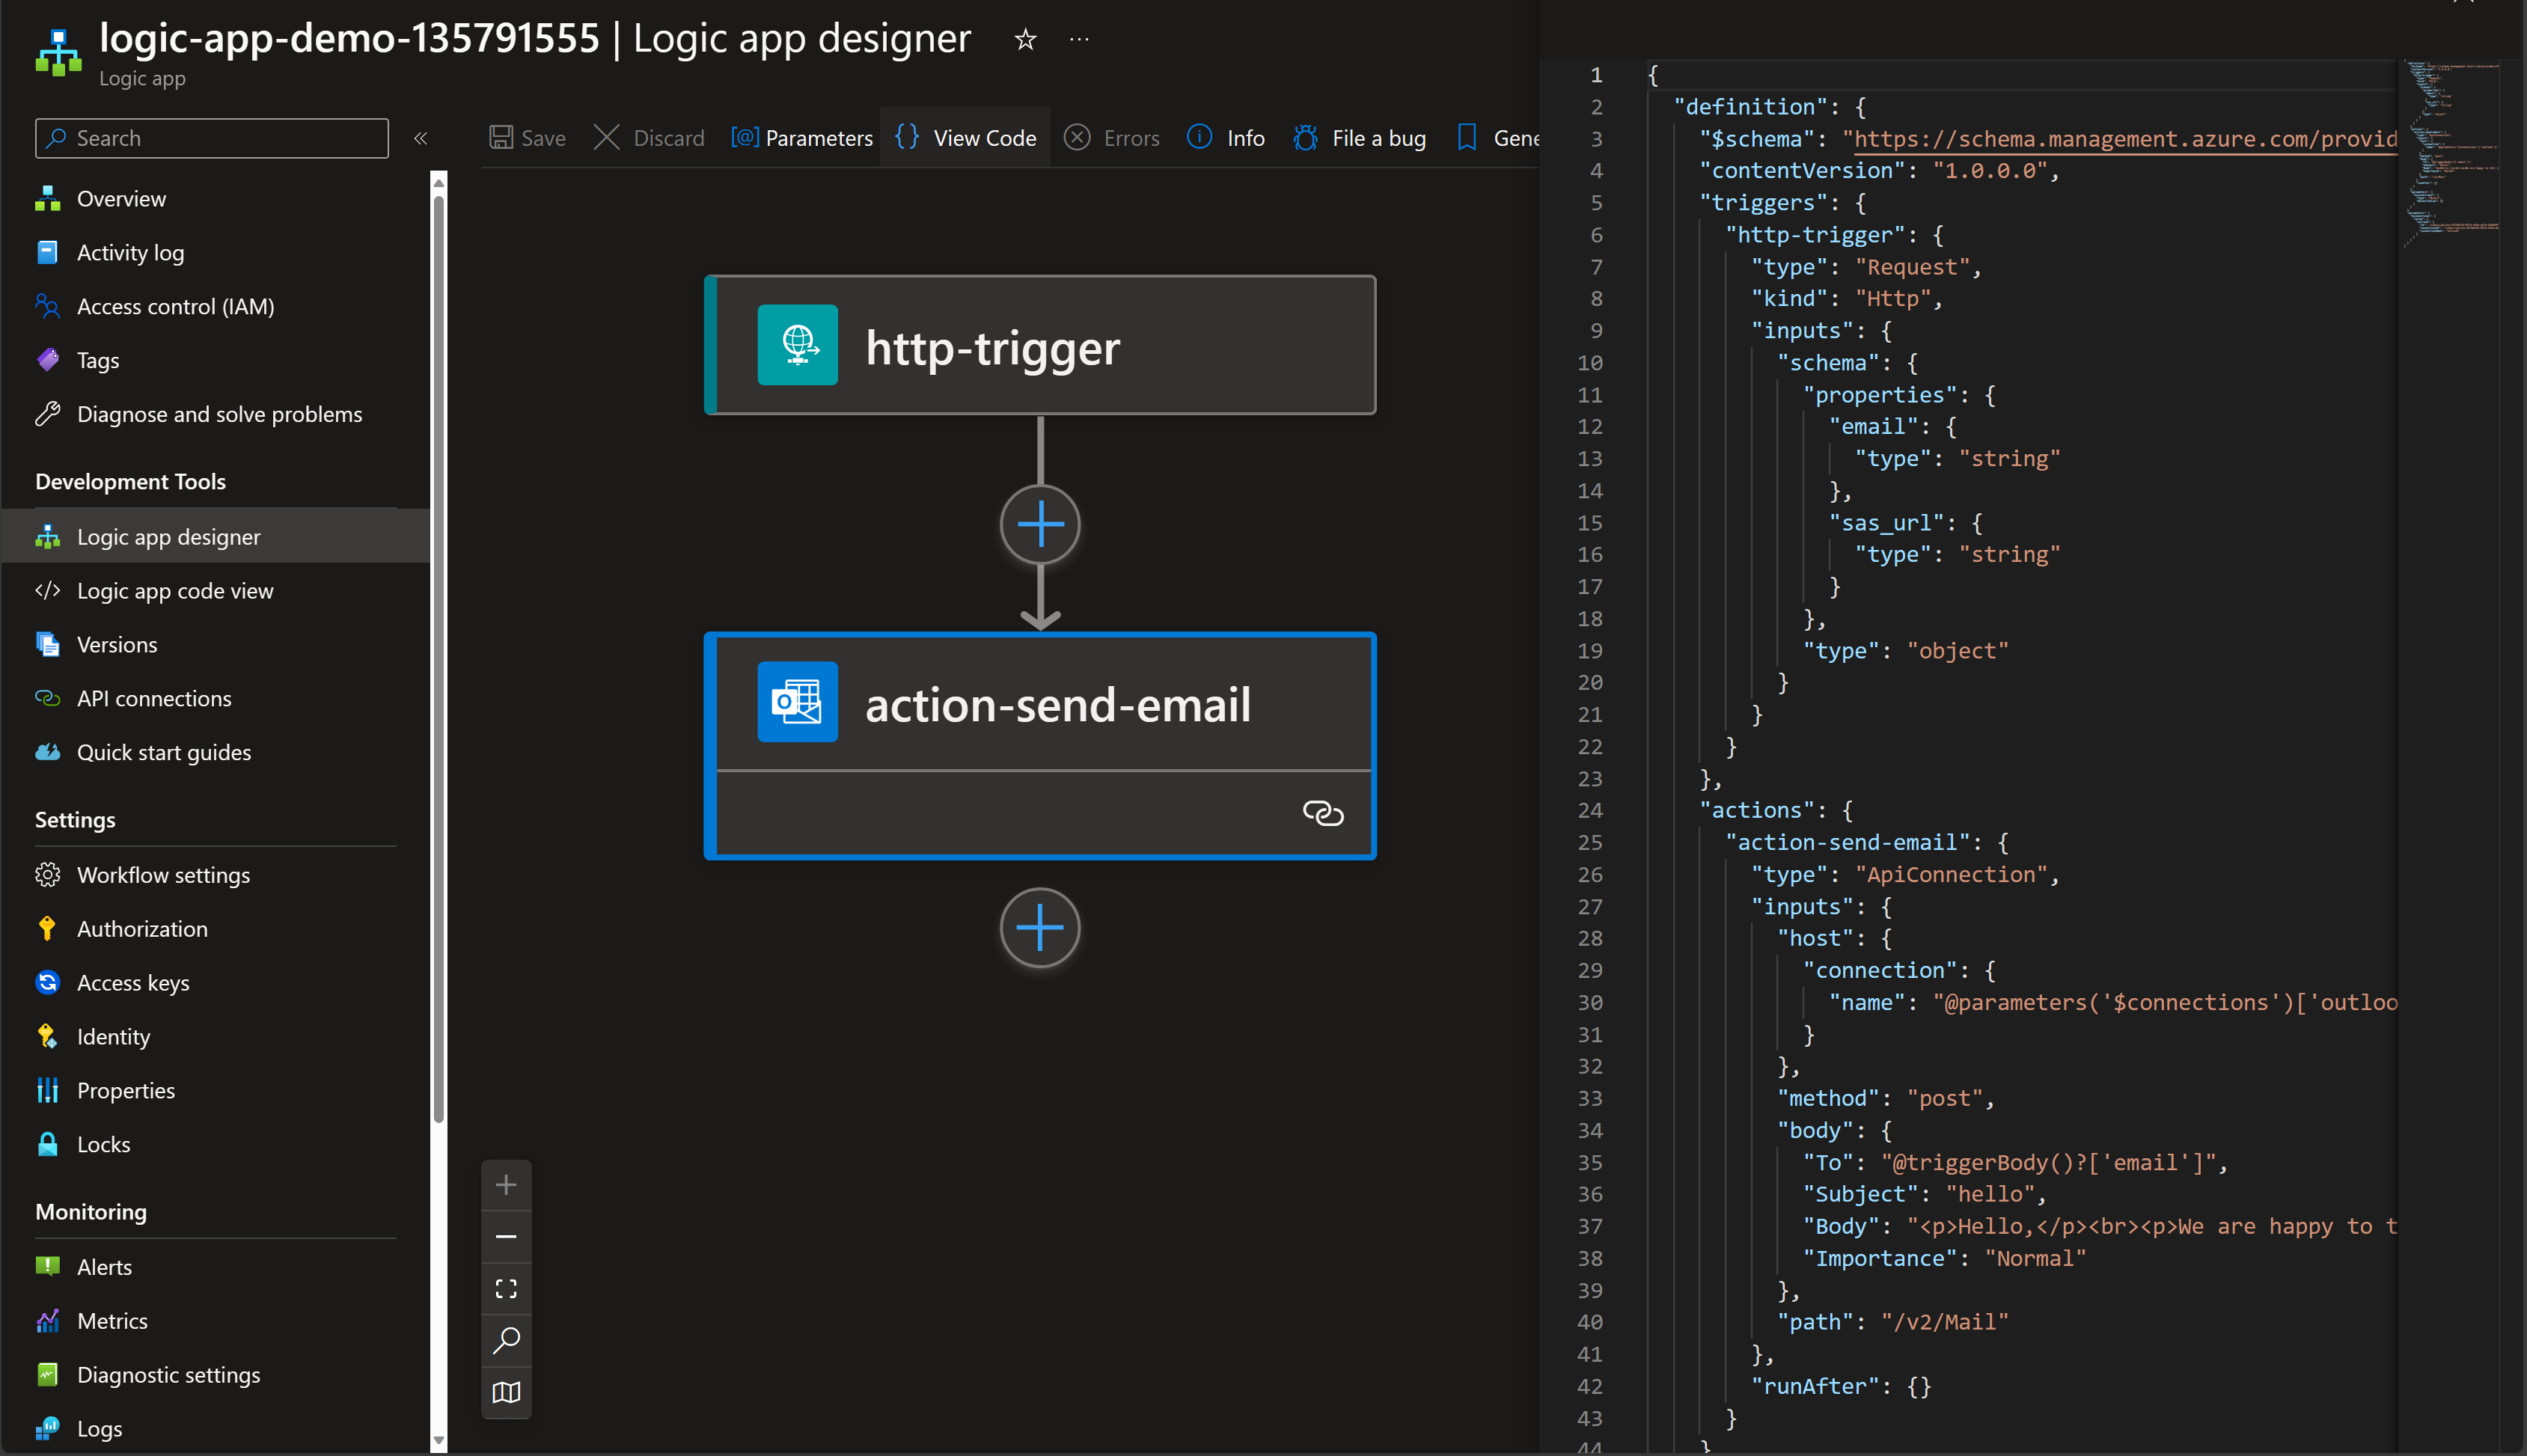 logic-app-demo-135791555 | Logic app designer
Logic app
Search
Save Discard Parameters View Code Errors Info File a bug Gene
Overview
Activity log
Access control (IAM)
Tags
Diagnose and solve problems
Development Tools
Logic app designer
Logic app code view
Versions
API connections
Quick start guides
Settings
Workflow settings
Authorization
Access keys
Identity
Properties
Locks
Monitoring
Alerts
Metrics
Diagnostic settings
Logs
http-trigger
action-send-email
1 {
2 "definition": {
3 "$schema": "https://schema.management.azure.com/provid
4 "contentVersion": "1.0.0.0",
5 "triggers": {
6 "http-trigger": {
7 "type": "Request",
8 "kind": "Http",
9 "inputs": {
10 "schema": {
11 "properties": {
12 "email": {
13 "type": "string"
14 },
15 "sas_url": {
16 "type": "string"
17 }
18 },
19 "type": "object"
20 }
21 }
22 }
23 },
24 "actions": {
25 "action-send-email": {
26 "type": "ApiConnection",
27 "inputs": {
28 "host": {
29 "connection": {
30 "name": "@parameters('$connections')['outloo
31 }
32 },
33 "method": "post",
34 "body": {
35 "To": "@triggerBody()?['email']",
36 "Subject": "hello",
37 "Body": "<p>Hello,</p><br><p>We are happy to t
38 "Importance": "Normal"
39 },
40 "path": "/v2/Mail"
41 },
42 "runAfter": {}
43 }
44 }